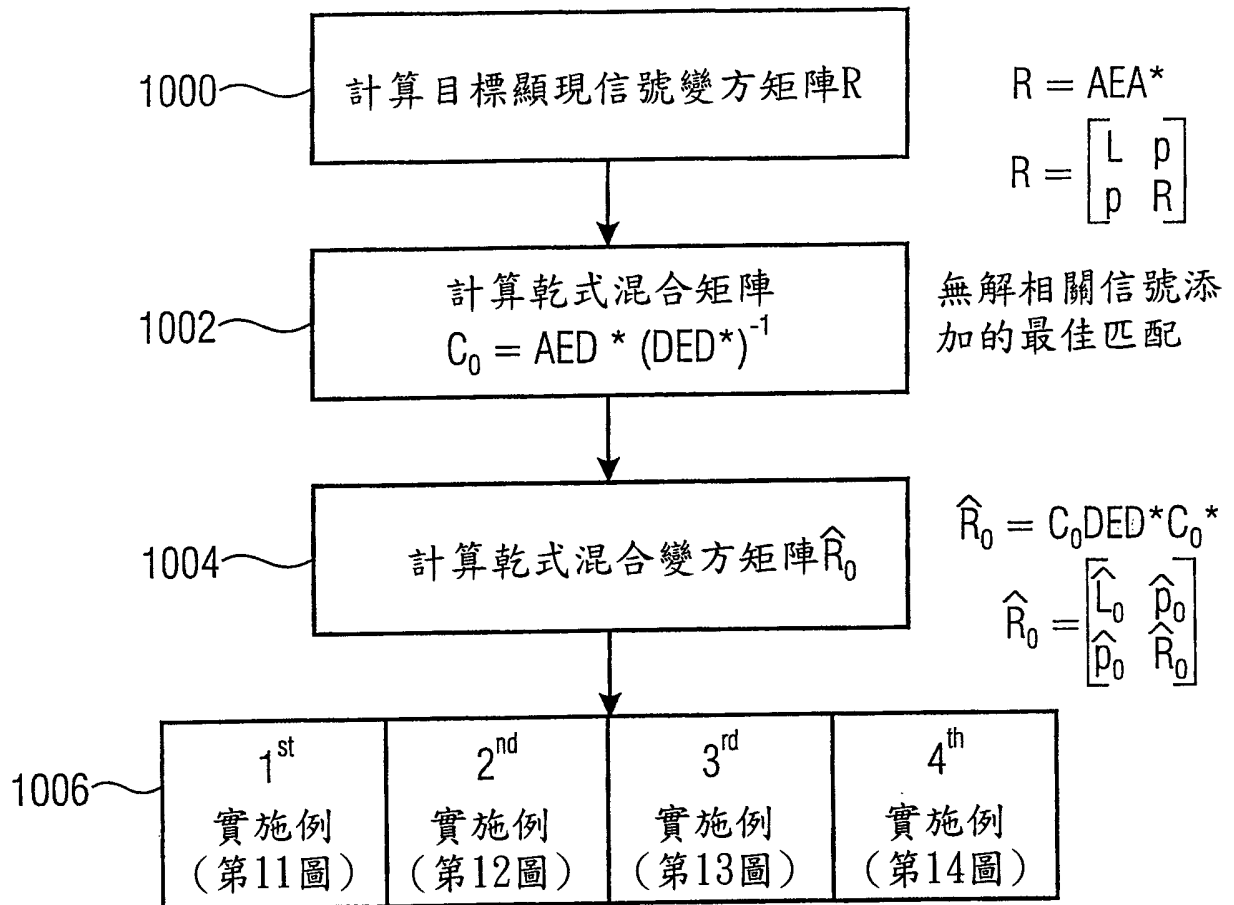 1000
計算目標顯現信號變方矩陣R
R = AEA*
R = [L p
p R]
1002
計算乾式混合矩陣
C₀ = AED * (DED*)⁻¹
無解相關信號添
加的最佳匹配
1004
計算乾式混合變方矩陣R̂₀
R̂₀ = C₀DED*C₀*
R̂₀ = [L̂₀ p̂₀
p̂₀ R̂₀]
1006
1ˢᵗ
實施例
(第11圖)
2ⁿᵈ
實施例
(第12圖)
3ʳᵈ
實施例
(第13圖)
4ᵗʰ
實施例
(第14圖)